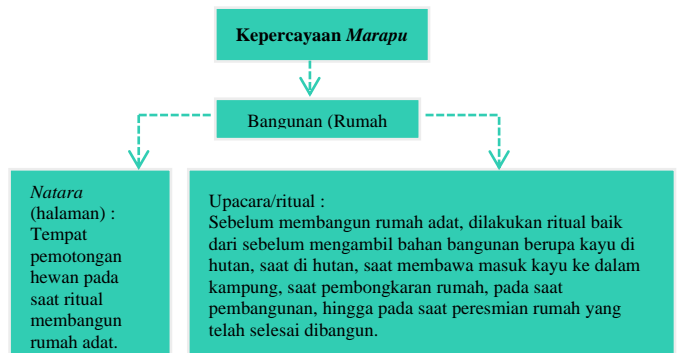 Kepercayaan Marapu
Bangunan (Rumah
Natara
(halaman) :
Tempat
pemotongan
hewan pada
saat ritual
membangun
rumah adat.
Upacara/ritual :
Sebelum membangun rumah adat, dilakukan ritual baik
dari sebelum mengambil bahan bangunan berupa kayu di
hutan, saat di hutan, saat membawa masuk kayu ke dalam
kampung, saat pembongkaran rumah, pada saat
pembangunan, hingga pada saat peresmian rumah yang
telah selesai dibangun.